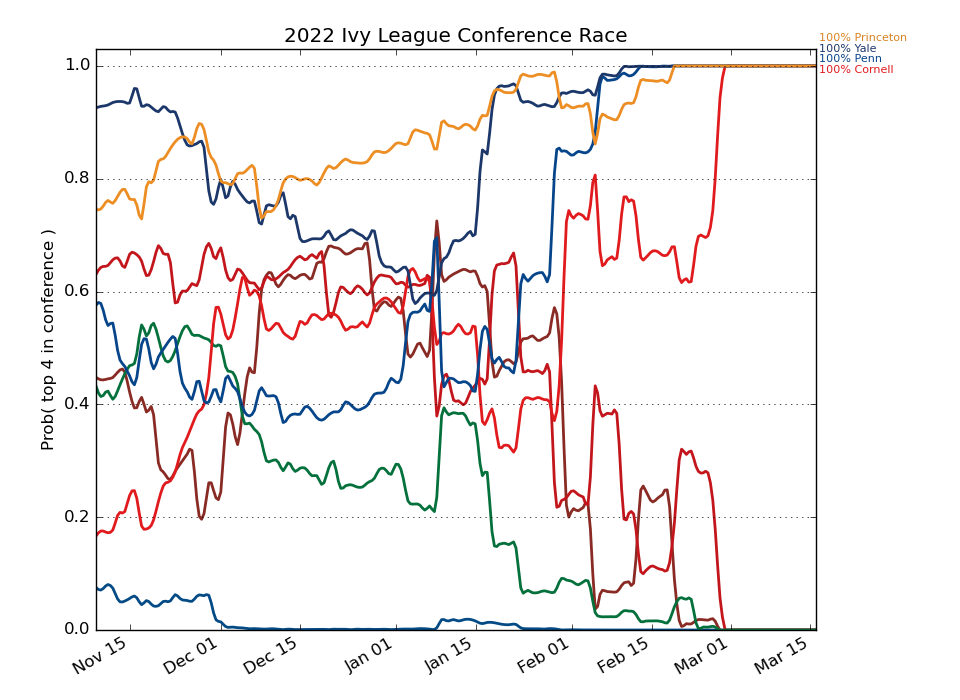 2022 Ivy League Conference Race
100% Princeton
100% Yale
100% Penn
100% Cornell
Prob( top 4 in conference )
1.0
0.8
0.6
0.4
0.2
0.0
Nov 15
Dec 01
Dec 15
Jan 01
Jan 15
Feb 01
Feb 15
Mar 01
Mar 15